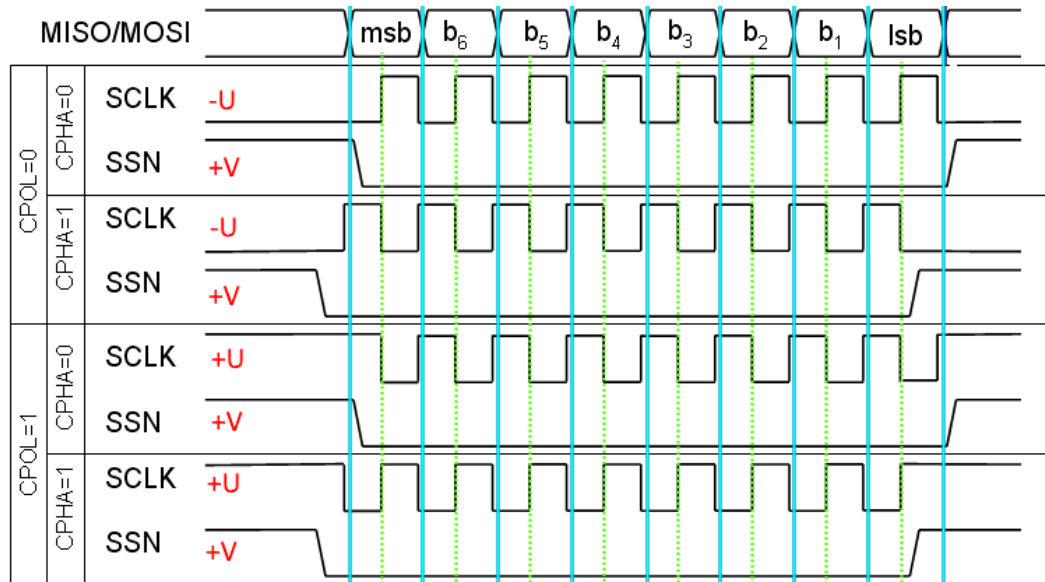 MISO/MOSI msb b₆ b₅ b₄ b₃ b₂ b₁ lsb
CPOL=0
CPHA=0
SCLK -U
SSN +V
CPHA=1
SCLK -U
SSN +V
CPOL=1
CPHA=0
SCLK +U
SSN +V
CPHA=1
SCLK +U
SSN +V